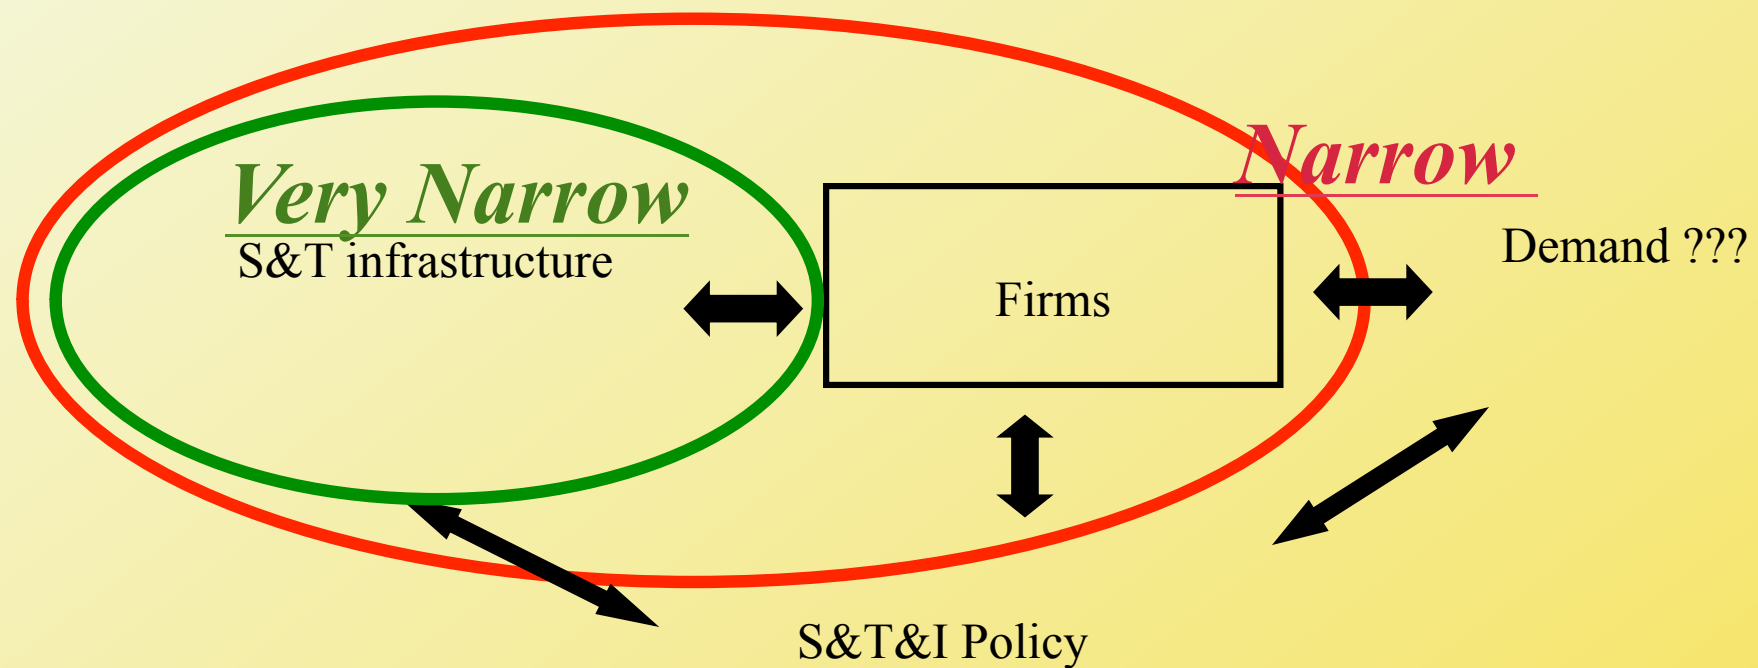 Narrow
Very Narrow
S&T infrastructure
Demand ???
Firms
S&T&I Policy